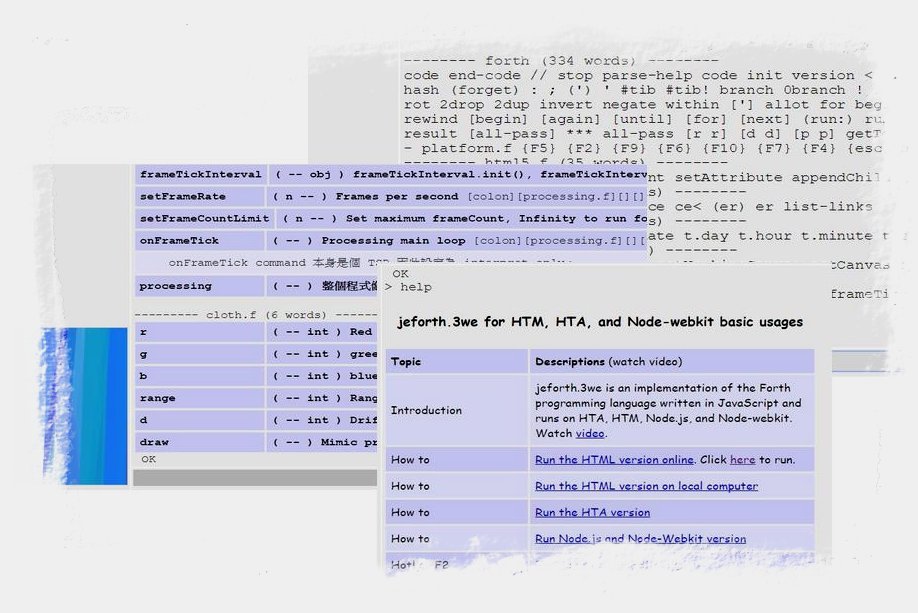 -------- forth (334 words) --------
code end-code // stop parse-help code init version <
hash (forget) : ; (') ' #tib #tib! branch 0branch !
rot 2drop 2dup invert negate within ['] allot for beg
rewind [begin] [again] [until] [for] [next] (run:) ru
result [all-pass] *** all-pass [r r] [d d] [p p] getT
- platform.f {F5} {F2} {F9} {F6} {F10} {F7} {F4} {esc
-------- html5.f (35 words) --------
nt setAttribute appendChil
s) --------
ce ce< (er) er list-links
s) --------
ate t.day t.hour t.minute t
) --------
tCanvas
frameTi
frameTickInterval ( -- obj ) frameTickInterval.init(), frameTickInterv
setFrameRate ( n -- ) Frames per second [colon][processing.f][][]
setFrameCountLimit ( n -- ) Set maximum frameCount, Infinity to run fo
onFrameTick ( -- ) Processing main loop [colon][processing.f][][
onFrameTick command 本身是個
processing ( -- ) 整個程式
--------- cloth.f (6 words) ------
r ( -- int ) Red
g ( -- int ) gree
b ( -- int ) blue
range ( -- int ) Rang
d ( -- int ) Drif
draw ( -- ) Mimic pr
OK
OK
> help
jeforth.3we for HTM, HTA, and Node-webkit basic usages
Topic Descriptions (watch video)
Introduction jeforth.3we is an implementation of the Forth
programming language written in JavaScript and
runs on HTA, HTM, Node.js, and Node-webkit.
Watch video.
How to Run the HTML version online. Click here to run.
How to Run the HTML version on local computer
How to Run the HTA version
How to Run Node.js and Node-Webkit version
F2